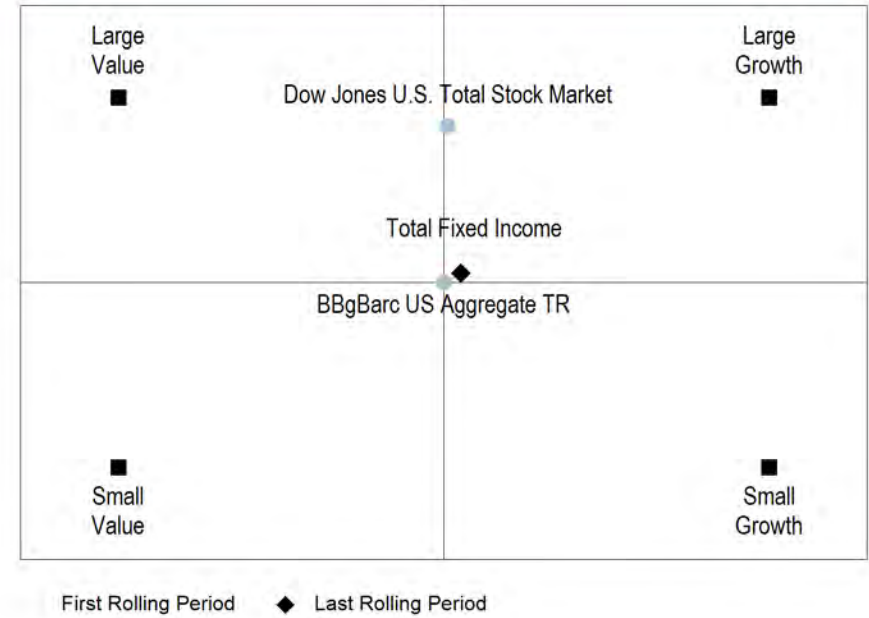 Large
Value
Large
Growth
Dow Jones U.S. Total Stock Market
Total Fixed Income
BBgBarc US Aggregate TR
Small
Value
Small
Growth
First Rolling Period
Last Rolling Period